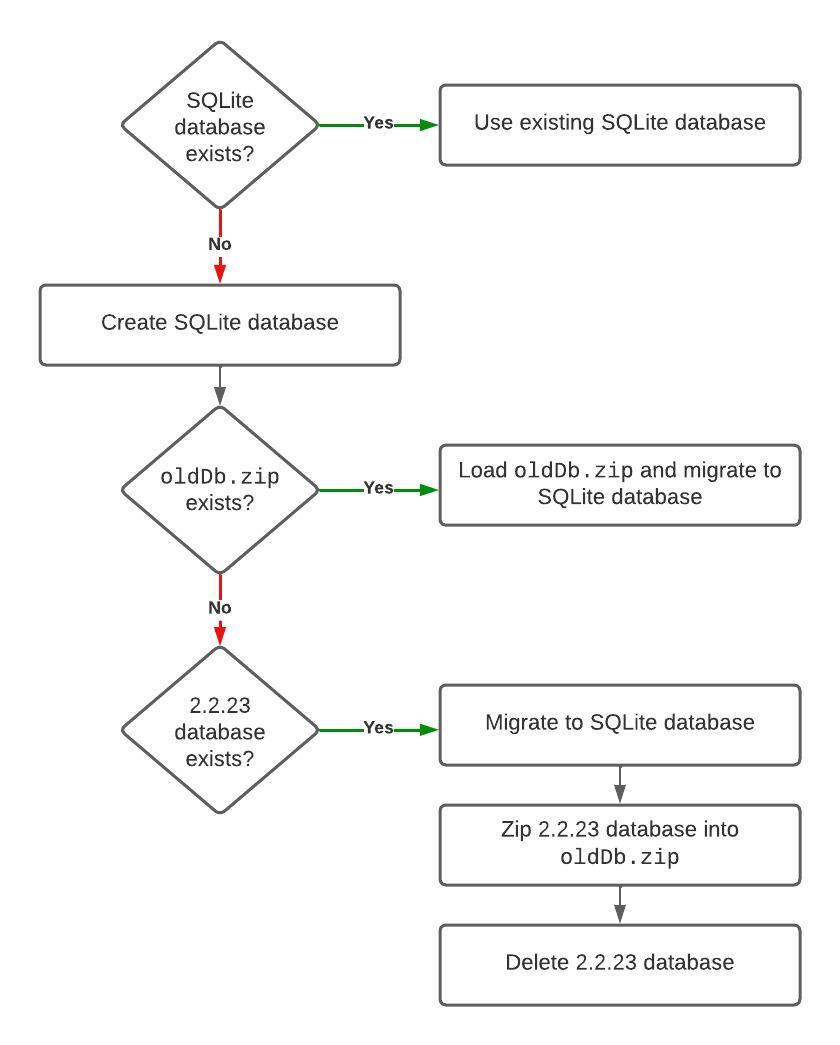 SQLite
database
exists?
Yes
Use existing SQLite database
No
Create SQLite database
oldDb.zip
exists?
Yes
Load oldDb.zip and migrate to
SQLite database
No
2.2.23
database
exists?
Yes
Migrate to SQLite database
Zip 2.2.23 database into
oldDb.zip
Delete 2.2.23 database